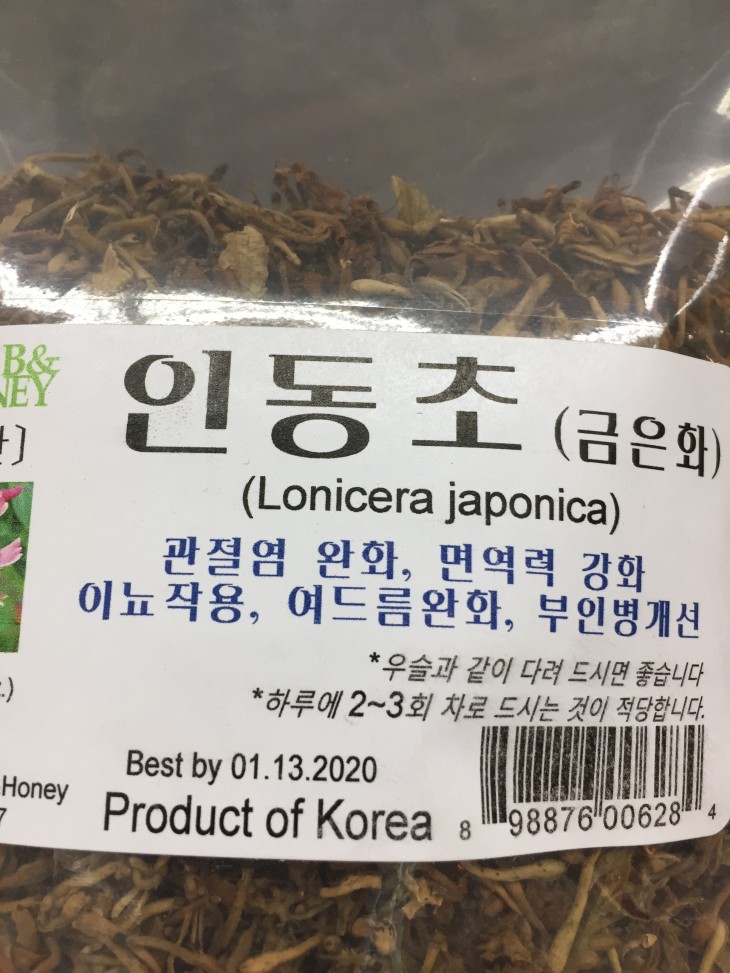 B&
NEY
인동초 (금은화)
(Lonicera japonica)
관절염 완화, 면역력 강화
이뇨작용, 여드름완화, 부인병개선
*우슬과 같이 다려 드시면 좋습니다
*하루에 2~3회 차로 드시는 것이 적당합니다.
Best by 01.13.2020
Honey
7
Product of Korea
8 98876 00628 4